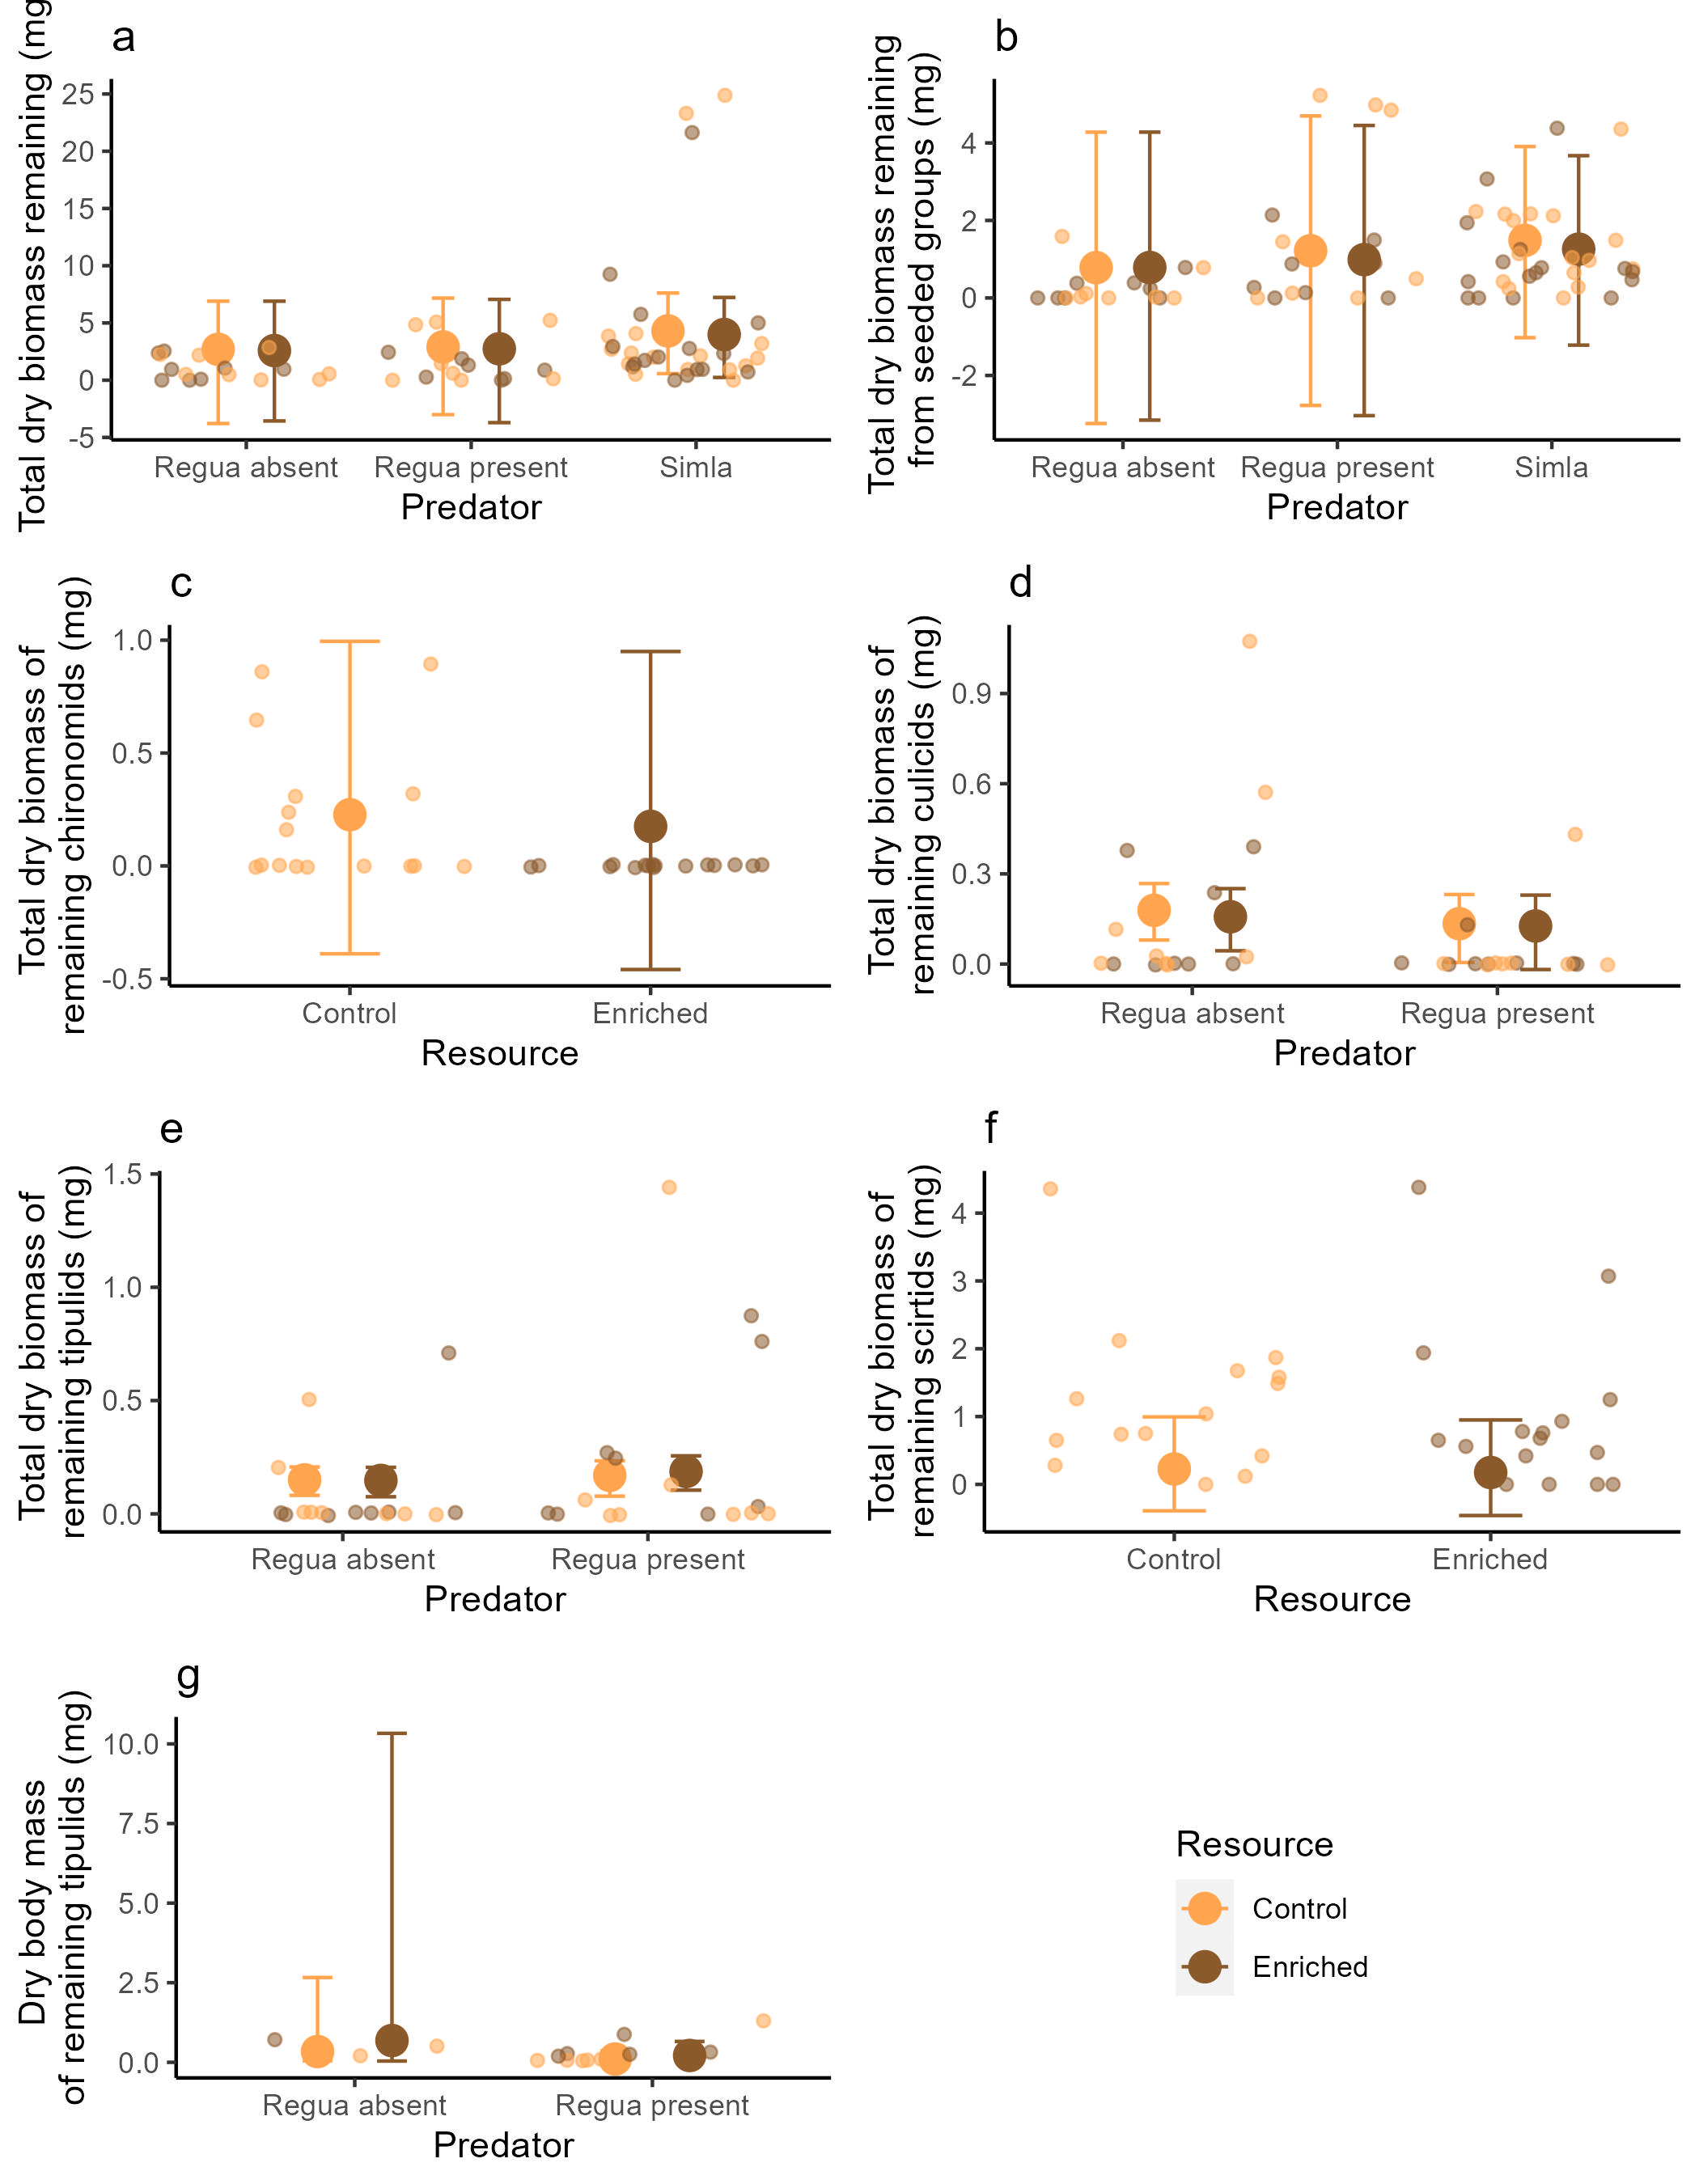 a
Total dry biomass remaining (mg
25
20
15
10
5
0
-5
Regua absent
Regua present
Simla
Predator
b
Total dry biomass remaining
from seeded groups (mg)
4
2
0
-2
Regua absent
Regua present
Simla
Predator
c
Total dry biomass of
remaining chironomids (mg)
1.0
0.5
0.0
-0.5
Control
Enriched
Resource
d
Total dry biomass of
remaining culicids (mg)
0.9
0.6
0.3
0.0
Regua absent
Regua present
Predator
e
Total dry biomass of
remaining tipulids (mg)
1.5
1.0
0.5
0.0
Regua absent
Regua present
Predator
f
Total dry biomass of
remaining scirtids (mg)
4
3
2
1
0
Control
Enriched
Resource
g
Dry body mass
of remaining tipulids (mg)
10.0
7.5
5.0
2.5
0.0
Regua absent
Regua present
Predator
Resource
Control
Enriched